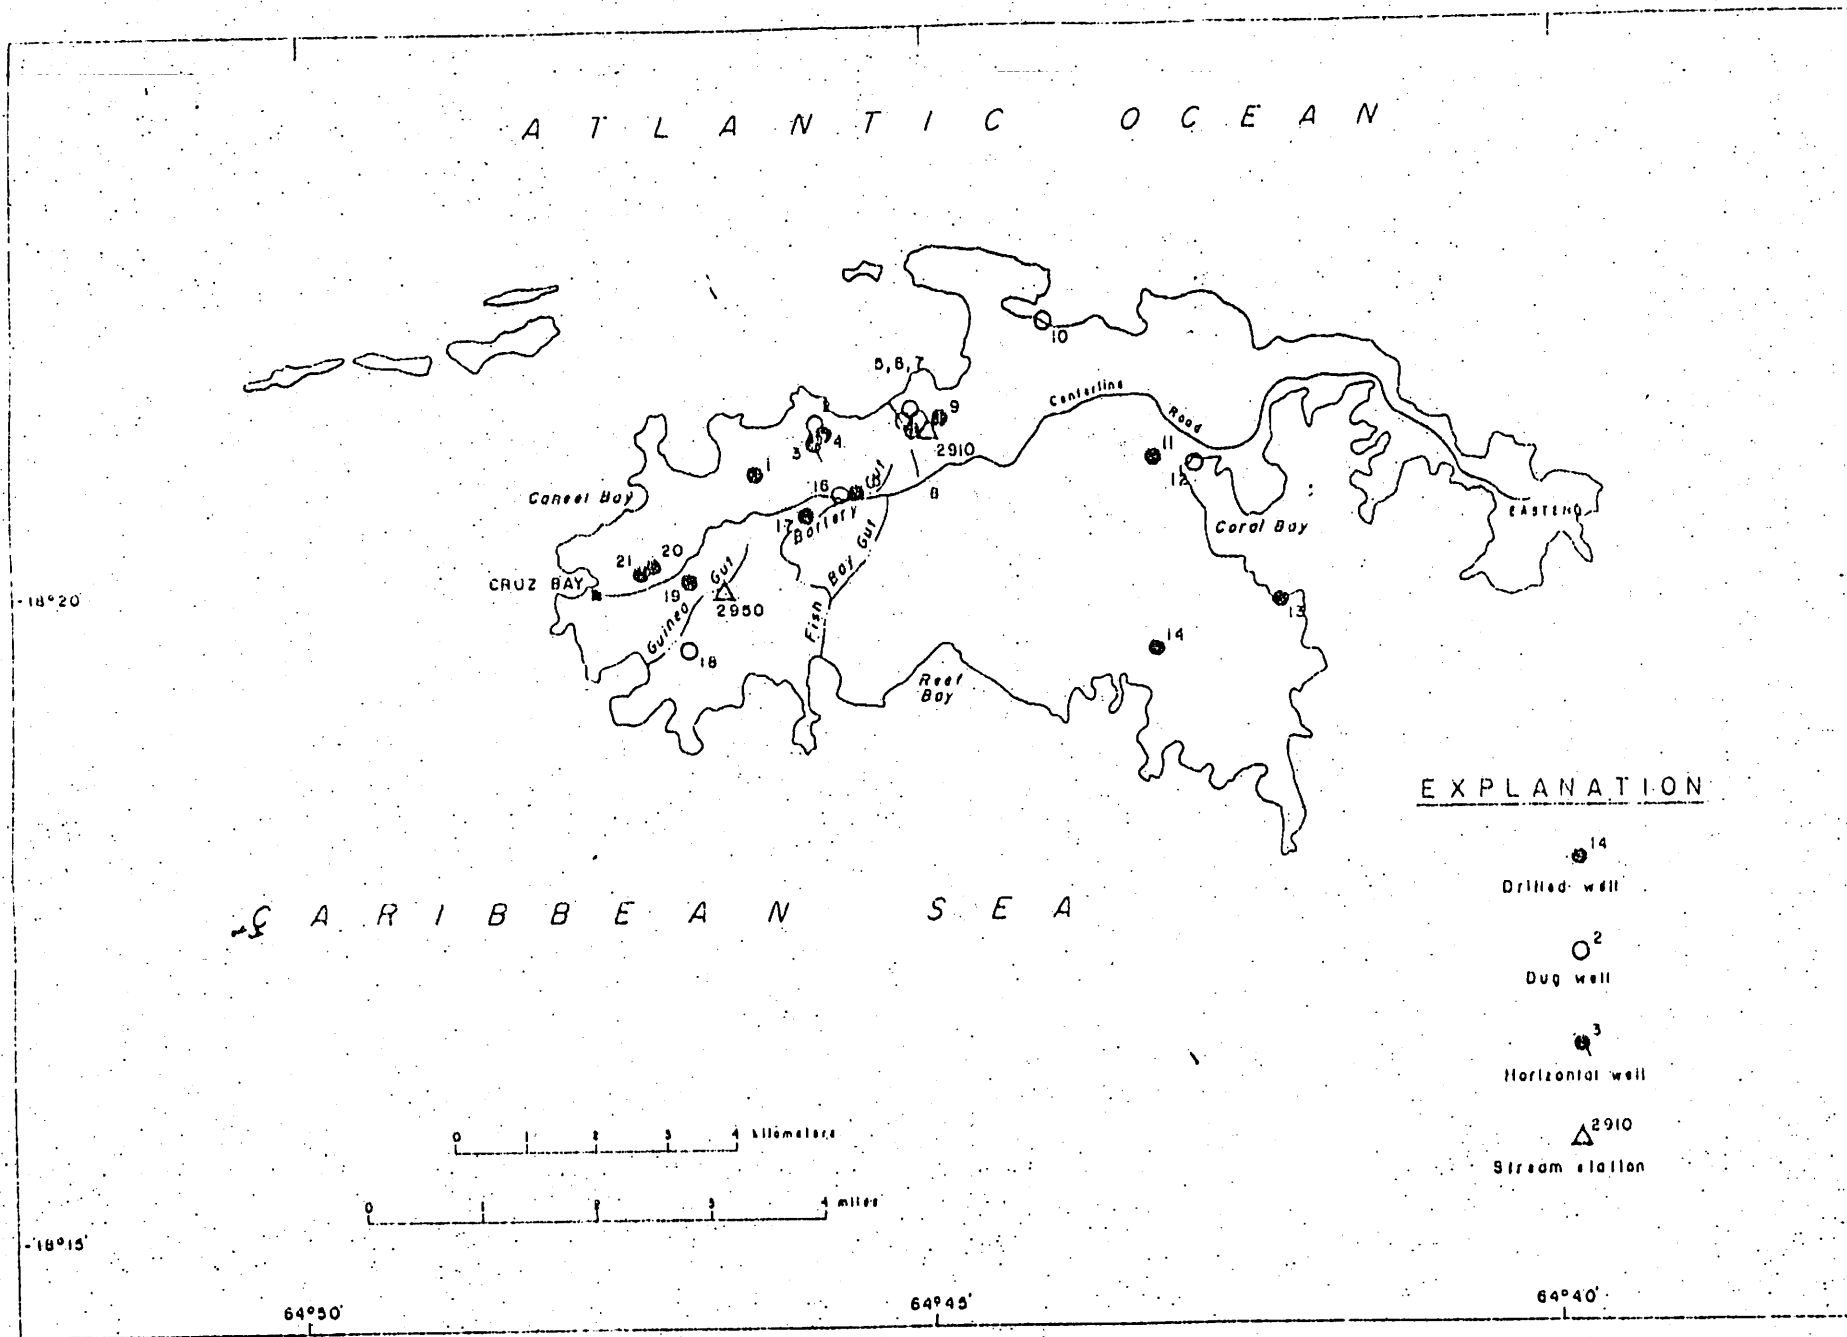 ATLANTIC OCEAN
10
5,6,7
Centerline
Road
2
9
4
3
2910
11
1
12
16
Gut
8
Caneel Bay
17
Battery
Coral Bay
EASTEND
Bay Gut
21
20
CRUZ BAY
19
Gut
2950
18°20'
13
Guineo
Fish
14
18
Reef
Bay
EXPLANATION
14
Drilled well
CARIBBEAN SEA
2
Dug well
3
Horizontal well
2910
Stream station
0 1 2 3 4 kilometers
0 2 3 4 miles
18°15'
64°50' 64°45' 64°40'